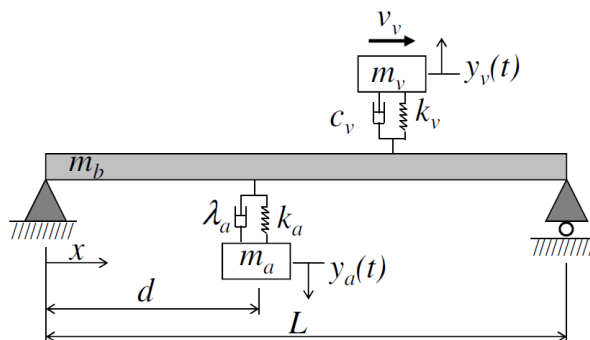 v_v
m_v
y_v(t)
c_v
k_v
m_b
λ_a
k_a
m_a
y_a(t)
x
d
L